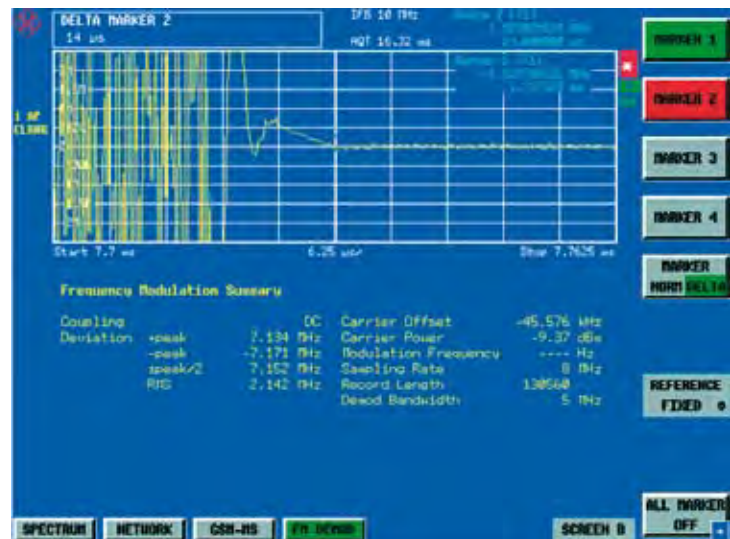 DELTA MARKER 2
14 µs
IFB 10 MHz
AQT 16.32 ms
MARKER 1
MARKER 2
MARKER 3
MARKER 4
MARKER
NORM DELTA
REFERENCE
FIXED
ALL MARKER
OFF
1 AP
CLRWR
Start 7.7 ms
Stop 7.7625 ms
Frequency Modulation Summary
Coupling DC
Deviation +peak 7.134 MHz
-peak -7.171 MHz
±peak/2 7.152 MHz
RMS 2.142 MHz
Carrier Offset -45.576 kHz
Carrier Power -9.37 dBm
Modulation Frequency ---- Hz
Sampling Rate 8 MHz
Record Length 130560
Demod Bandwidth 5 MHz
SPECTRUM
NETWORK
GSM-MS
FM DEMOD
SCREEN B